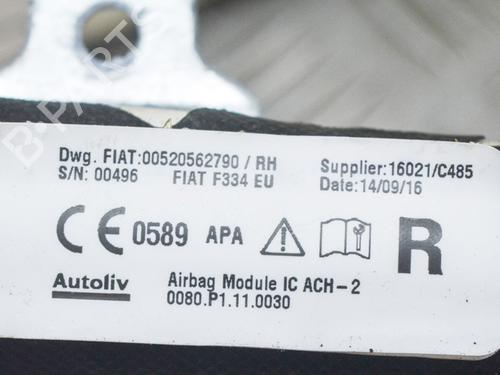 Dwg. FIAT:00520562790 / RH
Supplier:16021/C485
S/N: 00496 FIAT F334 EU
Date:14/09/16
CE 0589 APA
R
Autoliv
Airbag Module IC ACH-2
0080.P1.11.0030
B-PARTS